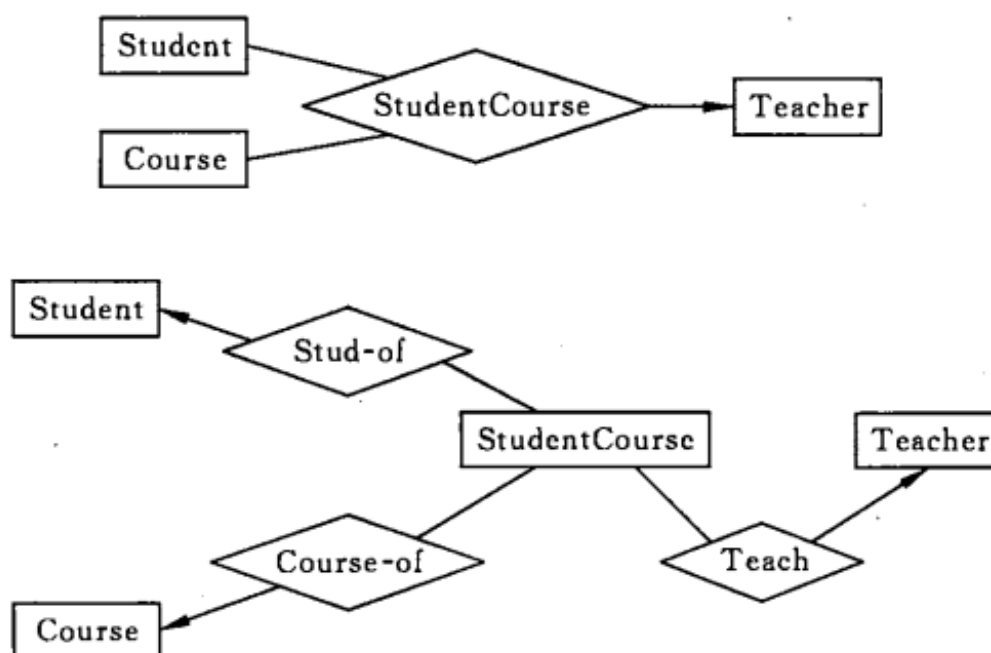 Student
StudentCourse
Teacher
Course
Student
Stud-of
StudentCourse
Teacher
Course-of
Teach
Course